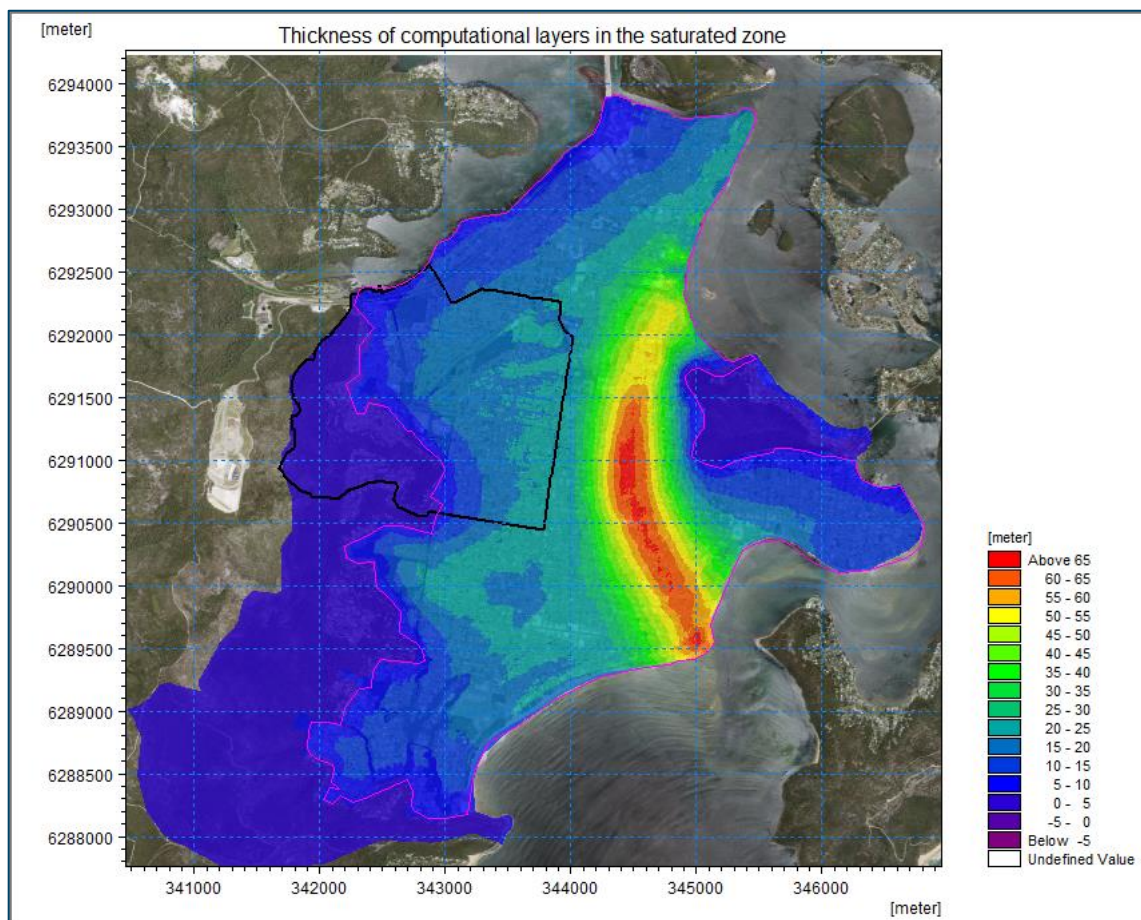 [meter]
Thickness of computational layers in the saturated zone
6294000
6293500
6293000
6292500
6292000
6291500
6291000
6290500
6290000
6289500
6289000
6288500
6288000
341000 342000 343000 344000 345000 346000
[meter]
[meter]
Above 65
60 - 65
55 - 60
50 - 55
45 - 50
40 - 45
35 - 40
30 - 35
25 - 30
20 - 25
15 - 20
10 - 15
5 - 10
0 - 5
-5 - 0
Below -5
Undefined Value